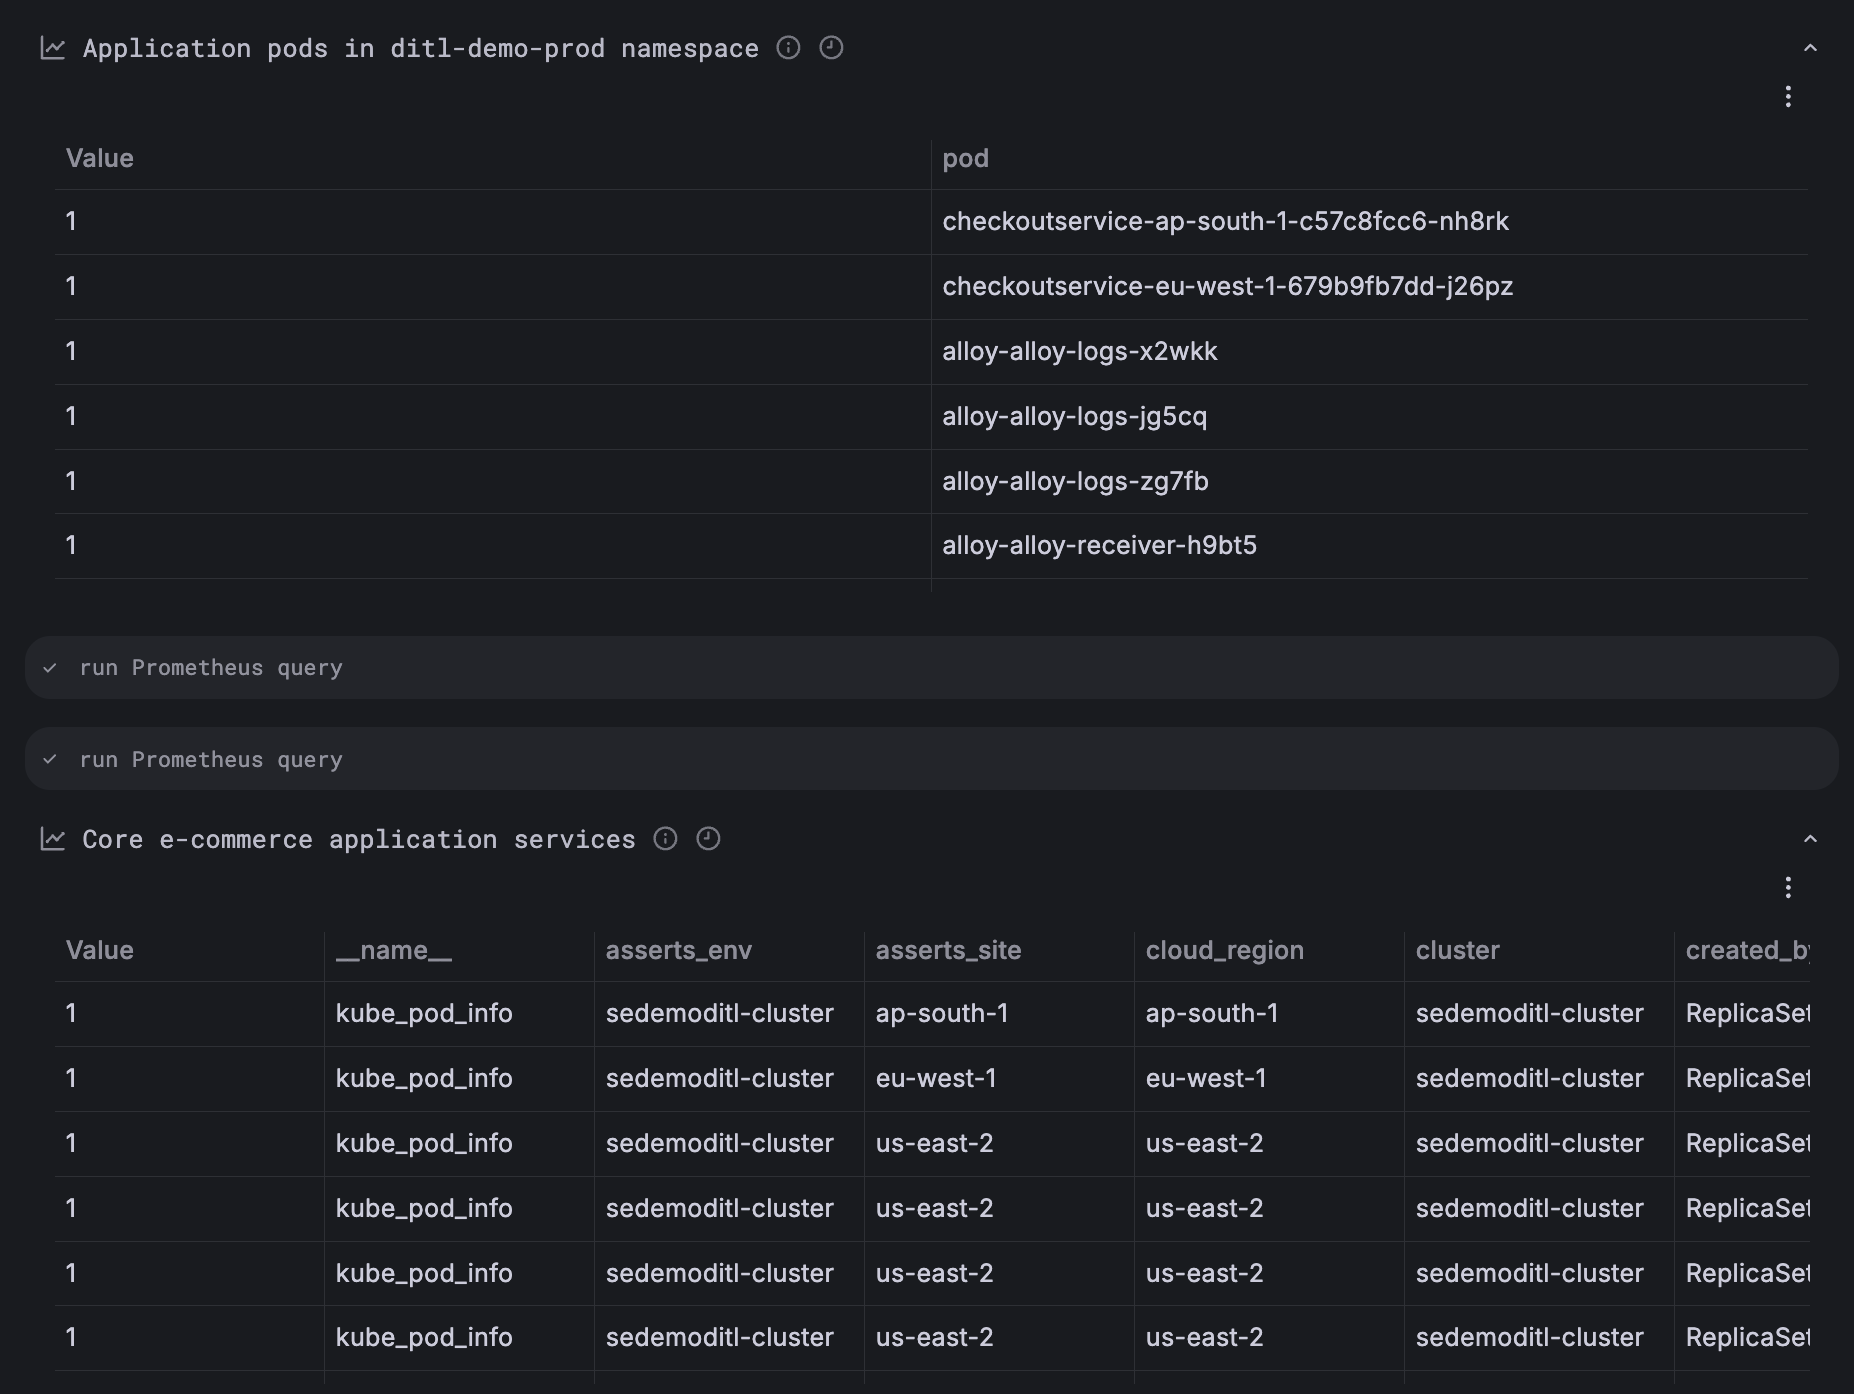 Application pods in ditl-demo-prod namespace
Value pod
1 checkoutservice-ap-south-1-c57c8fcc6-nh8rk
1 checkoutservice-eu-west-1-679b9fb7dd-j26pz
1 alloy-alloy-logs-x2wkk
1 alloy-alloy-logs-jg5cq
1 alloy-alloy-logs-zg7fb
1 alloy-alloy-receiver-h9bt5
run Prometheus query
run Prometheus query
Core e-commerce application services
Value __name__ asserts_env asserts_site cloud_region cluster created_by
1 kube_pod_info sedemoditl-cluster ap-south-1 ap-south-1 sedemoditl-cluster ReplicaSet
1 kube_pod_info sedemoditl-cluster eu-west-1 eu-west-1 sedemoditl-cluster ReplicaSet
1 kube_pod_info sedemoditl-cluster us-east-2 us-east-2 sedemoditl-cluster ReplicaSet
1 kube_pod_info sedemoditl-cluster us-east-2 us-east-2 sedemoditl-cluster ReplicaSet
1 kube_pod_info sedemoditl-cluster us-east-2 us-east-2 sedemoditl-cluster ReplicaSet
1 kube_pod_info sedemoditl-cluster us-east-2 us-east-2 sedemoditl-cluster ReplicaSet